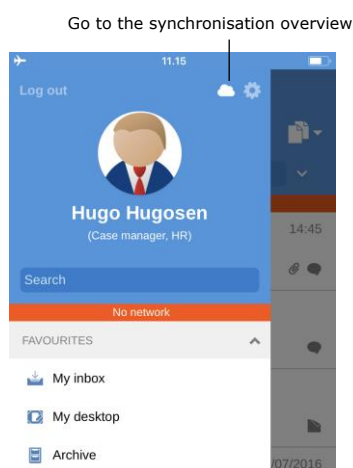 Go to the synchronisation overview
11.15
Log out
Hugo Hugosen
(Case manager, HR)
14:45
Search
No network
FAVOURITES
My inbox
My desktop
Archive
/07/2016